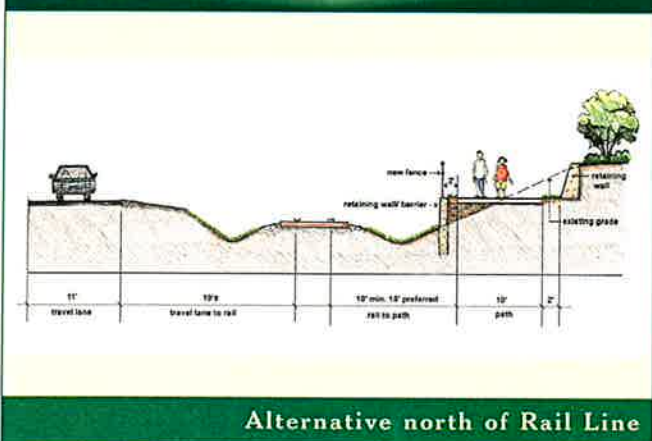 new fence
2'
retaining wall/ barrier
retaining
wall
existing grade
11'
travel lane
travel lane to rail
10' min. 15' preferred
rail to path
10'
path
2'
Alternative north of Rail Line